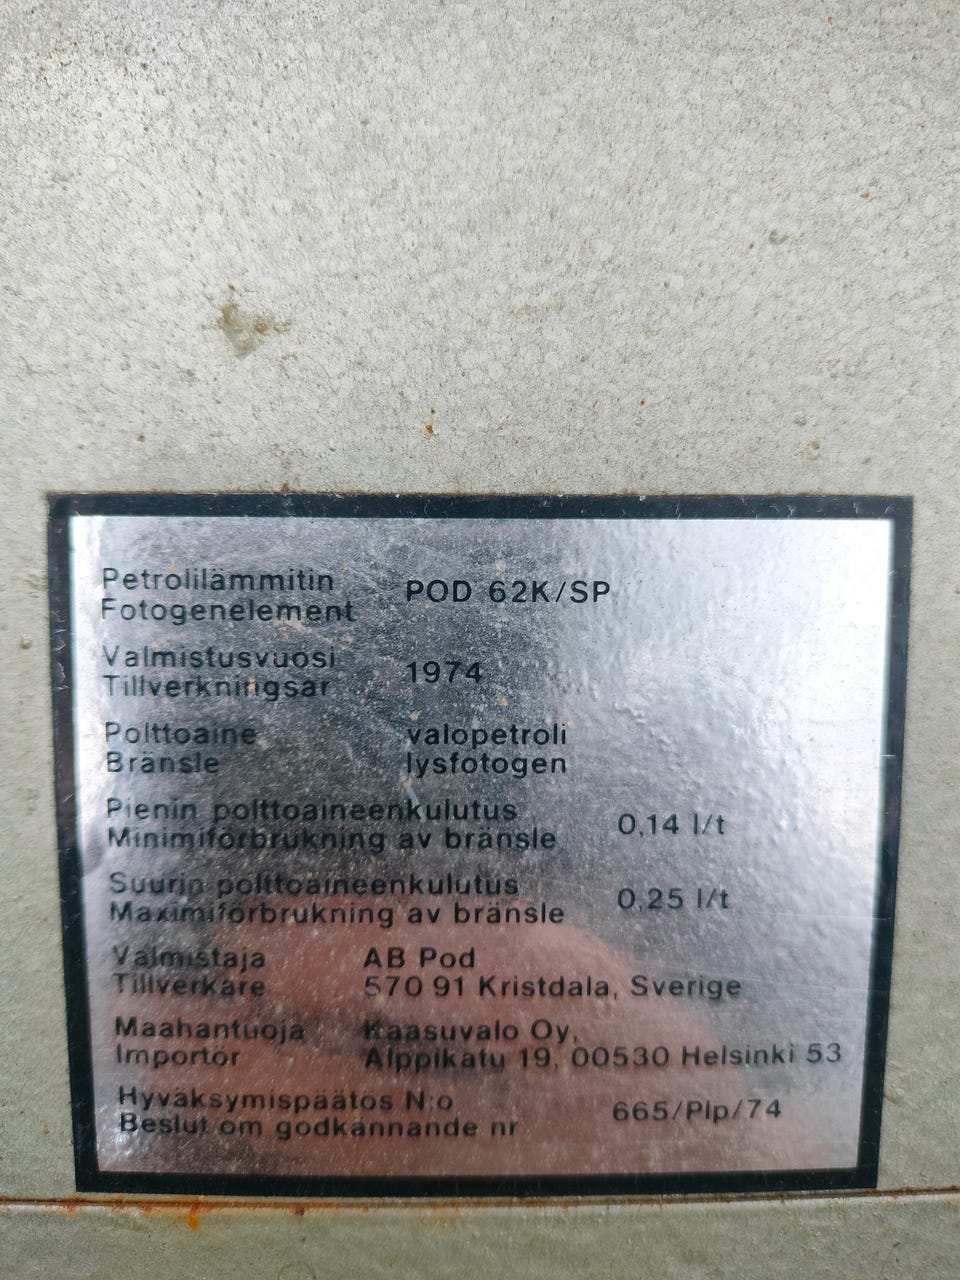 Petrolilämmitin
Fotogenelement
POD 62K/SP
Valmistusvuosi
Tillverkningsår
1974
Polttoaine
Bränsle
valopetroli
lysfotogen
Pienin polttoaineenkulutus
Minimiförbrukning av bränsle
0,14 l/t
Suurin polttoaineenkulutus
Maximiförbrukning av bränsle
0,25 l/t
Valmistaja
Tillverkare
AB Pod
570 91 Kristdala, Sverige
Maahantuoja
Importör
Kaasuvalo Oy,
Alppikatu 19, 00530 Helsinki 53
Hyväksymispäätös N:o
Beslut om godkännande nr
665/Plp/74